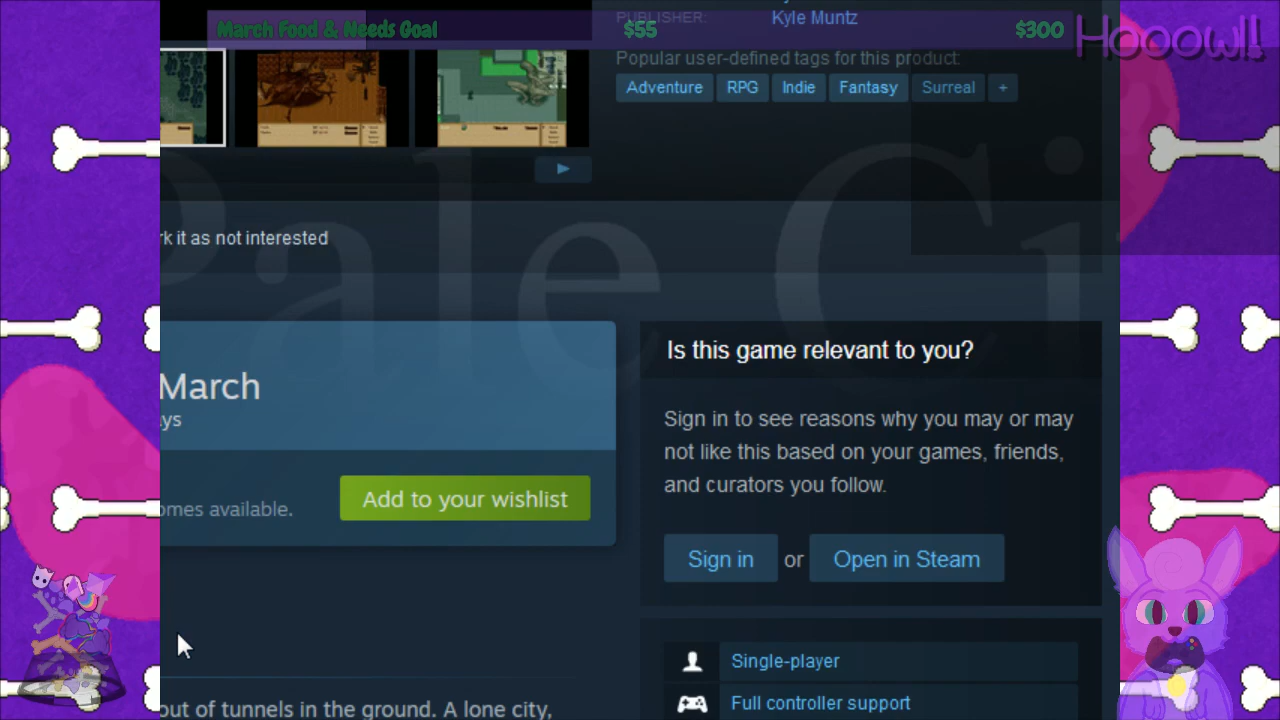 March Food & Needs Goal $55 $300
Hooowl!
PUBLISHER: Kyle Muntz
Popular user-defined tags for this product:
Adventure RPG Indie Fantasy Surreal +
Pale Ci
rk it as not interested
Is this game relevant to you?
March
ays
Sign in to see reasons why you may or may
not like this based on your games, friends,
and curators you follow.
omes available. Add to your wishlist
Sign in or Open in Steam
Single-player
Full controller support
out of tunnels in the ground. A lone city,